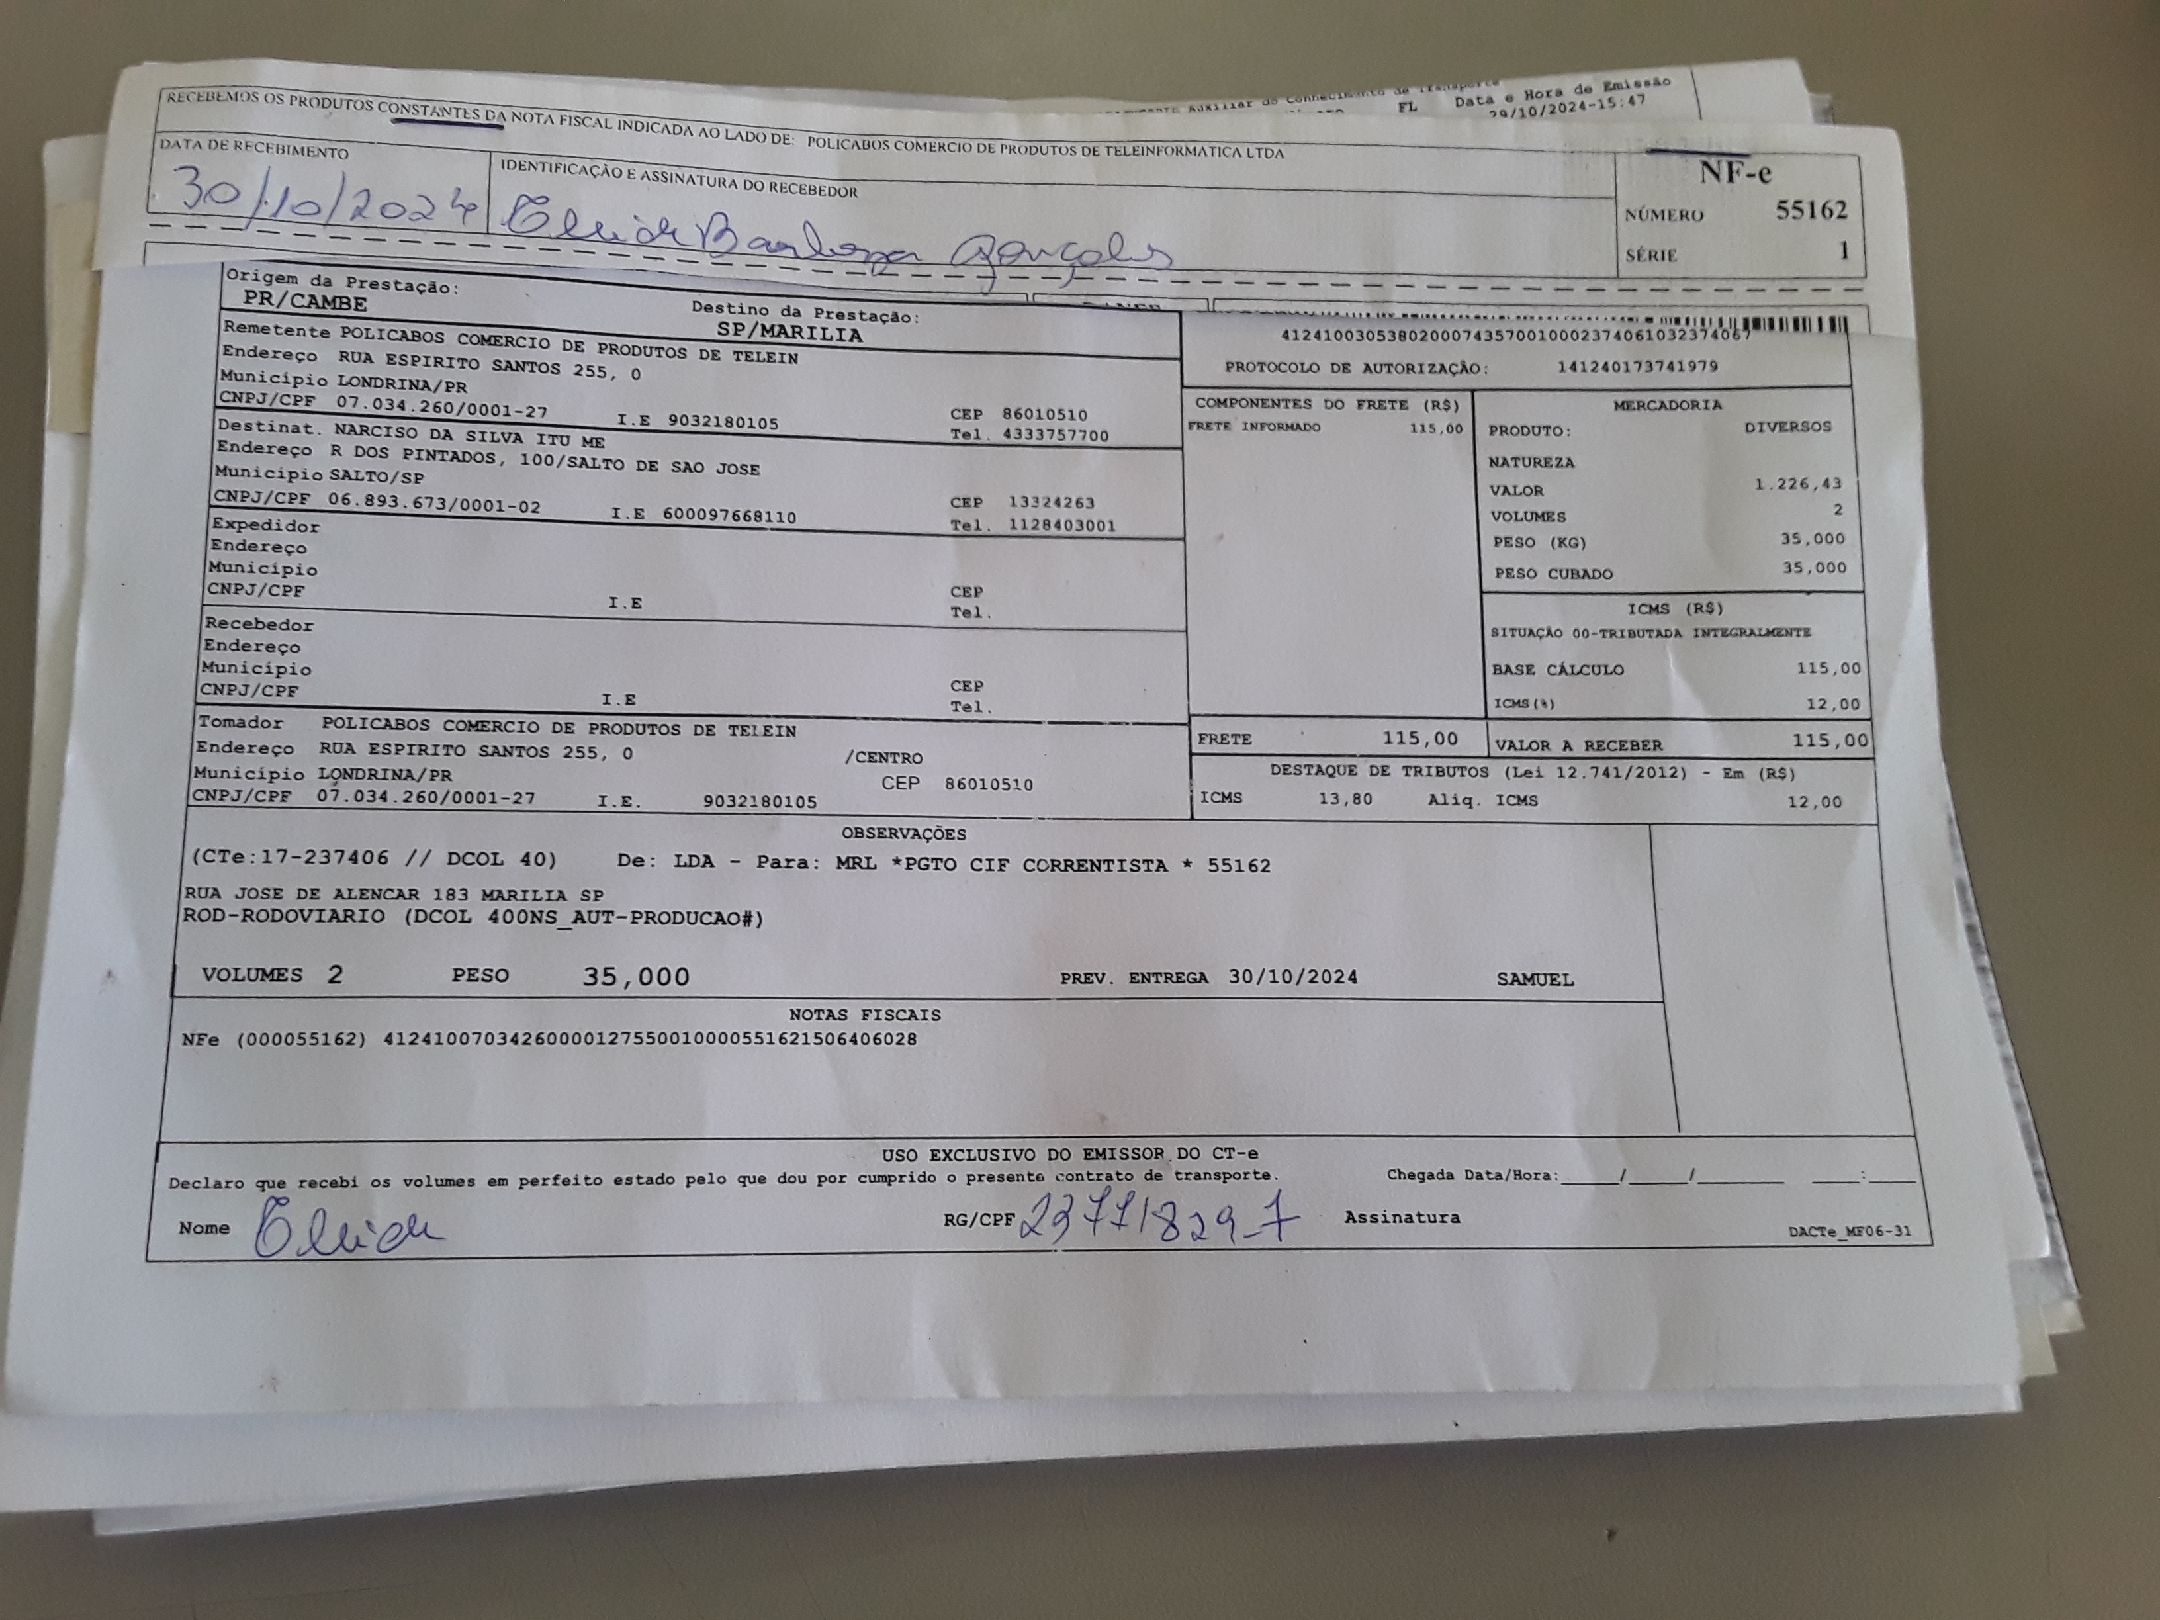 Documento Auxiliar do Conhecimento de Transporte
FL Data e Hora de Emissão
29/10/2024-15:47
RECEBEMOS OS PRODUTOS CONSTANTES DA NOTA FISCAL INDICADA AO LADO DE: POLICABOS COMERCIO DE PRODUTOS DE TELEINFORMATICA LTDA
DATA DE RECEBIMENTO IDENTIFICAÇÃO E ASSINATURA DO RECEBEDOR
30/10/2024 Barboza Gonçalves
NF-e
NÚMERO 55162
SÉRIE 1
Origem da Prestação: Destino da Prestação:
PR/CAMBE SP/MARILIA
Remetente POLICABOS COMERCIO DE PRODUTOS DE TELEIN
Endereço RUA ESPIRITO SANTOS 255, 0
Município LONDRINA/PR CEP 86010510
CNPJ/CPF 07.034.260/0001-27 I.E 9032180105 Tel. 4333757700
Destinat. NARCISO DA SILVA ITU ME
Endereço R DOS PINTADOS, 100/SALTO DE SAO JOSE
Município SALTO/SP CEP 13324263
CNPJ/CPF 06.893.673/0001-02 I.E 600097668110 Tel. 1128403001
Expedidor
Endereço
Município CEP
CNPJ/CPF I.E Tel.
Recebedor
Endereço
Município CEP
CNPJ/CPF I.E Tel.
Tomador POLICABOS COMERCIO DE PRODUTOS DE TELEIN
Endereço RUA ESPIRITO SANTOS 255, 0 /CENTRO
Município LONDRINA/PR CEP 86010510
CNPJ/CPF 07.034.260/0001-27 I.E. 9032180105
41241003053802000743570010002374061032374067
PROTOCOLO DE AUTORIZAÇÃO: 141240173741979
COMPONENTES DO FRETE (R$)
FRETE INFORMADO 115,00
MERCADORIA
PRODUTO: DIVERSOS
NATUREZA
VALOR 1.226,43
VOLUMES 2
PESO (KG) 35,000
PESO CUBADO 35,000
ICMS (R$)
SITUAÇÃO 00-TRIBUTADA INTEGRALMENTE
BASE CÁLCULO 115,00
ICMS(%) 12,00
FRETE 115,00 VALOR A RECEBER 115,00
DESTAQUE DE TRIBUTOS (Lei 12.741/2012) - Em (R$)
ICMS 13,80 Aliq. ICMS 12,00
OBSERVAÇÕES
(CTe:17-237406 // DCOL 40) De: LDA - Para: MRL *PGTO CIF CORRENTISTA * 55162
RUA JOSE DE ALENCAR 183 MARILIA SP
ROD-RODOVIARIO (DCOL 400NS_AUT-PRODUCAO#)
VOLUMES 2 PESO 35,000 PREV. ENTREGA 30/10/2024 SAMUEL
NOTAS FISCAIS
NFe (000055162) 41241007034260000127550010000551621506406028
USO EXCLUSIVO DO EMISSOR DO CT-e
Declaro que recebi os volumes em perfeito estado pelo que dou por cumprido o presente contrato de transporte. Chegada Data/Hora:____/____/______ ___:___
Nome RG/CPF 23771829-7 Assinatura
DACTe_MF06-31